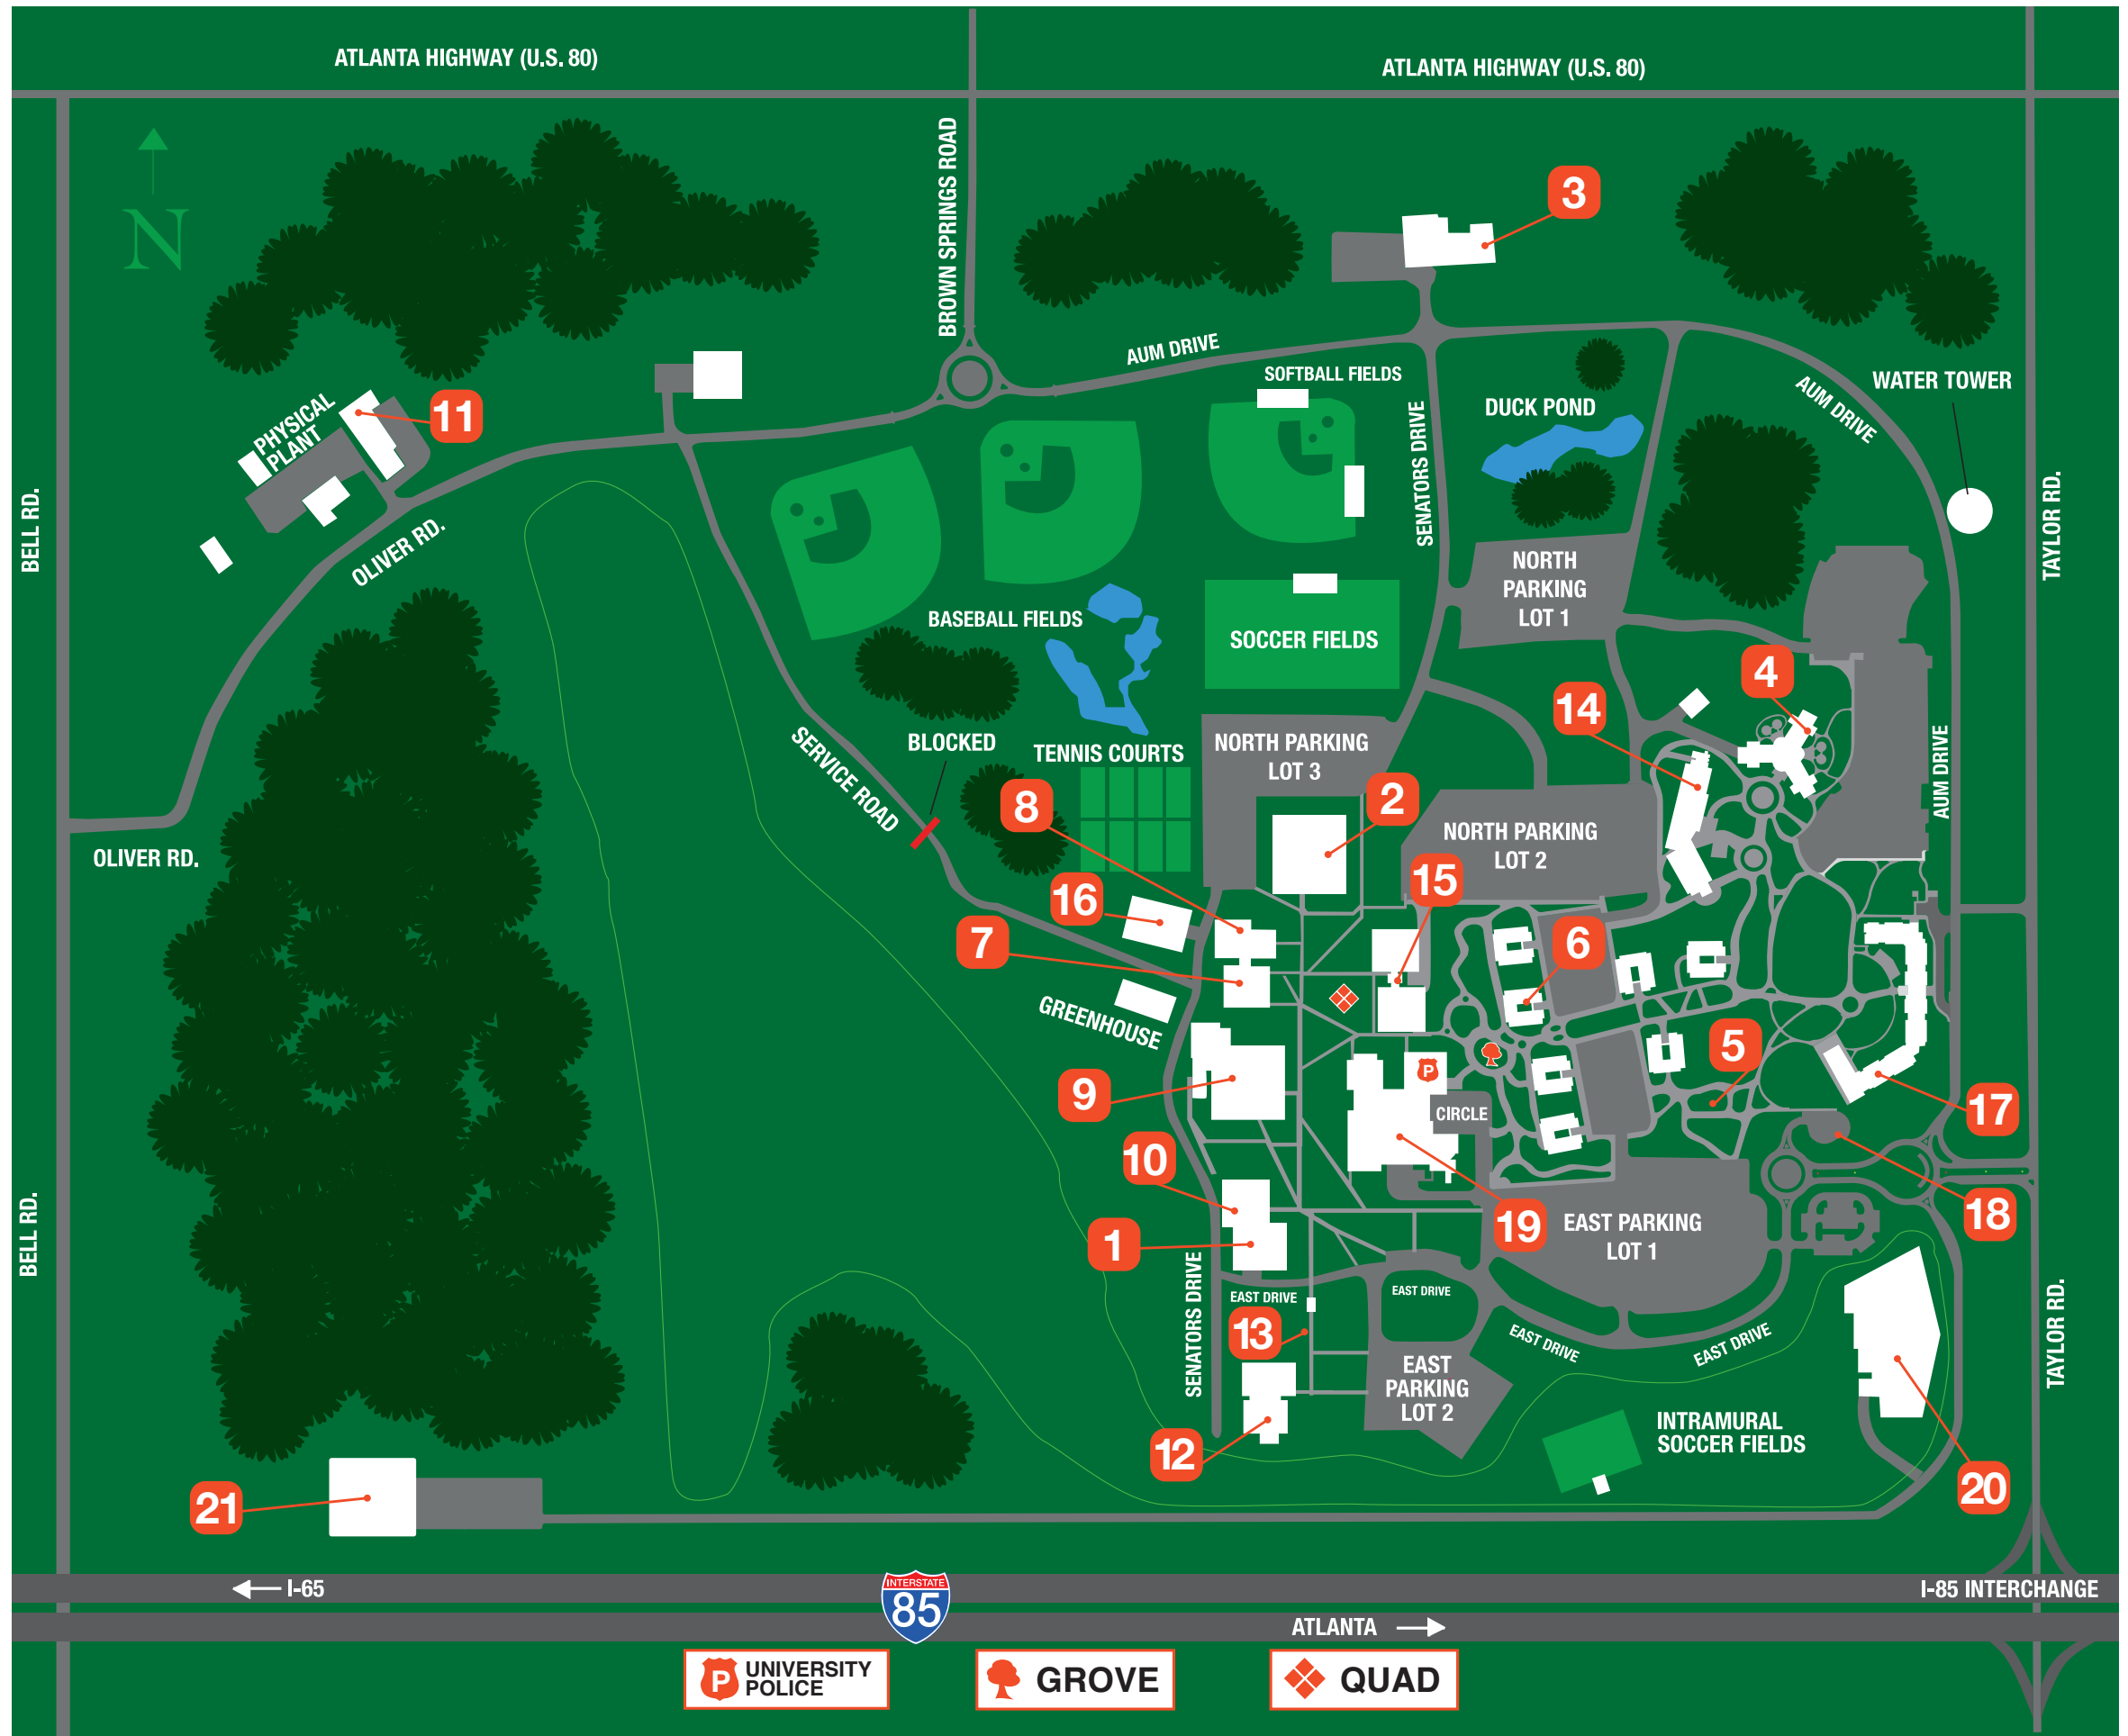 ATLANTA HIGHWAY (U.S. 80)
ATLANTA HIGHWAY (U.S. 80)
BROWN SPRINGS ROAD
3
N
AUM DRIVE
SOFTBALL FIELDS
WATER TOWER
AUM DRIVE
DUCK POND
SENATORS DRIVE
PHYSICAL
PLANT
11
BELL RD.
OLIVER RD.
TAYLOR RD.
NORTH
PARKING
LOT 1
BASEBALL FIELDS
SOCCER FIELDS
4
14
BLOCKED
TENNIS COURTS
NORTH PARKING
LOT 3
SERVICE ROAD
AUM DRIVE
8
2
NORTH PARKING
LOT 2
OLIVER RD.
15
16
7
6
GREENHOUSE
5
P
9
CIRCLE
17
10
18
19
EAST PARKING
LOT 1
BELL RD.
1
SENATORS DRIVE
EAST DRIVE
EAST DRIVE
13
EAST DRIVE
EAST DRIVE
TAYLOR RD.
EAST
PARKING
LOT 2
INTRAMURAL
SOCCER FIELDS
12
20
21
I-65
INTERSTATE
85
I-85 INTERCHANGE
ATLANTA
P
UNIVERSITY
POLICE
GROVE
QUAD